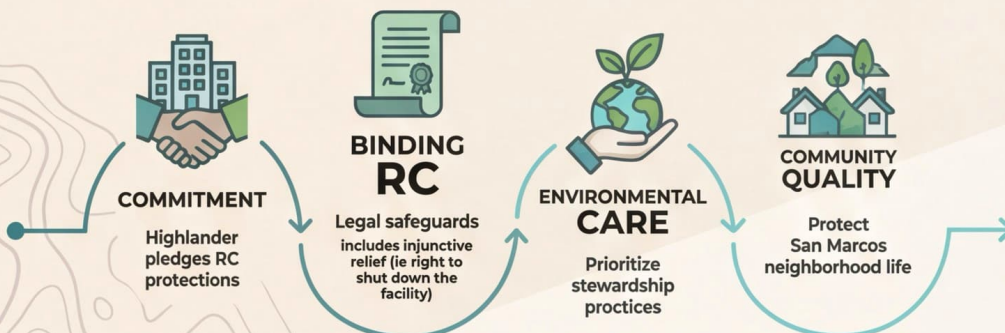 COMMITMENT
Highlander
pledges RC
protections
BINDING
RC
Legal safeguards
includes injunctive
relief (ie right to
shut down the
facility)
ENVIRONMENTAL
CARE
Prioritize
stewardship
proctices
COMMUNITY
QUALITY
Protect
San Marcos
neighborhood life